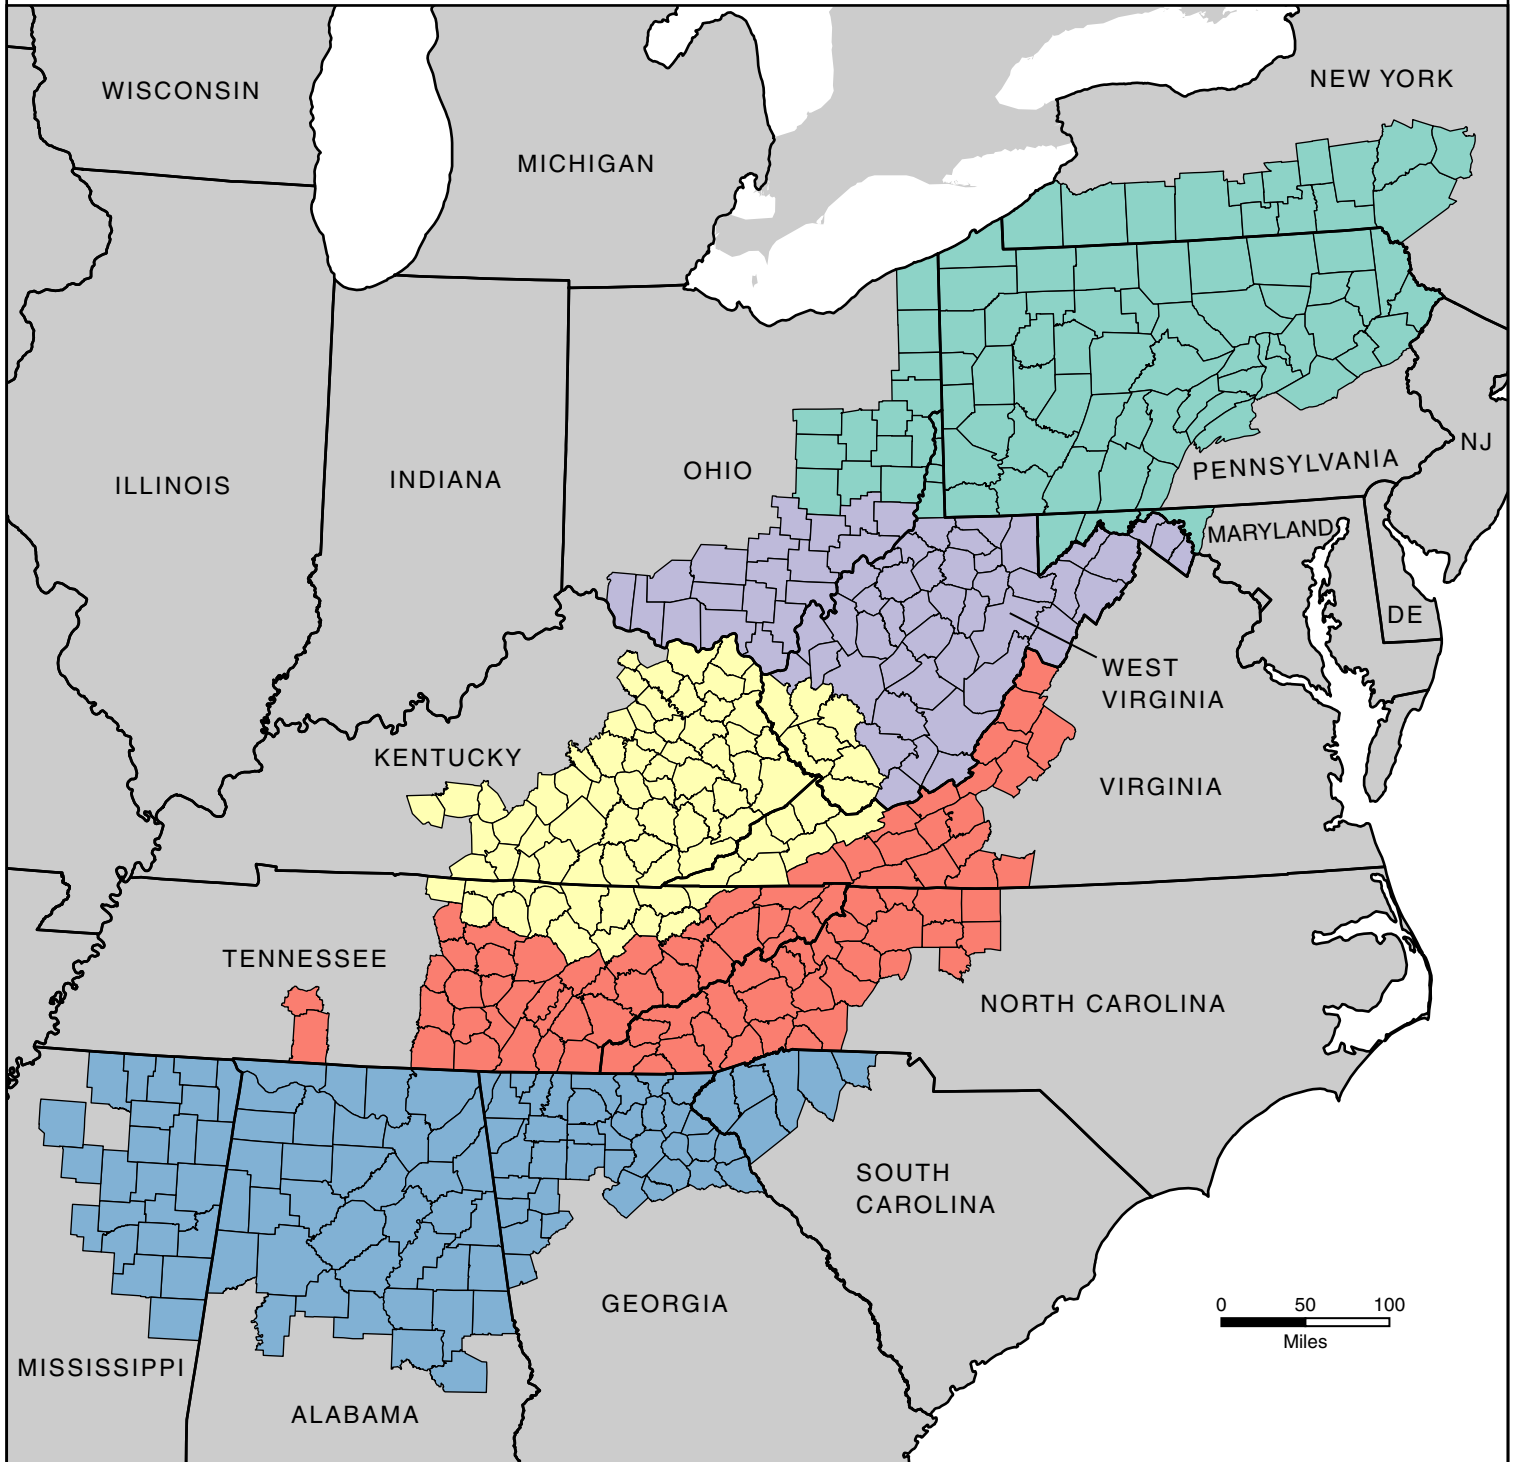 NEW YORK
WISCONSIN
MICHIGAN
NJ
PENNSYLVANIA
OHIO
INDIANA
ILLINOIS
MARYLAND
DE
WEST
VIRGINIA
KENTUCKY
VIRGINIA
TENNESSEE
NORTH CAROLINA
SOUTH
CAROLINA
GEORGIA
0 50 100
Miles
MISSISSIPPI
ALABAMA